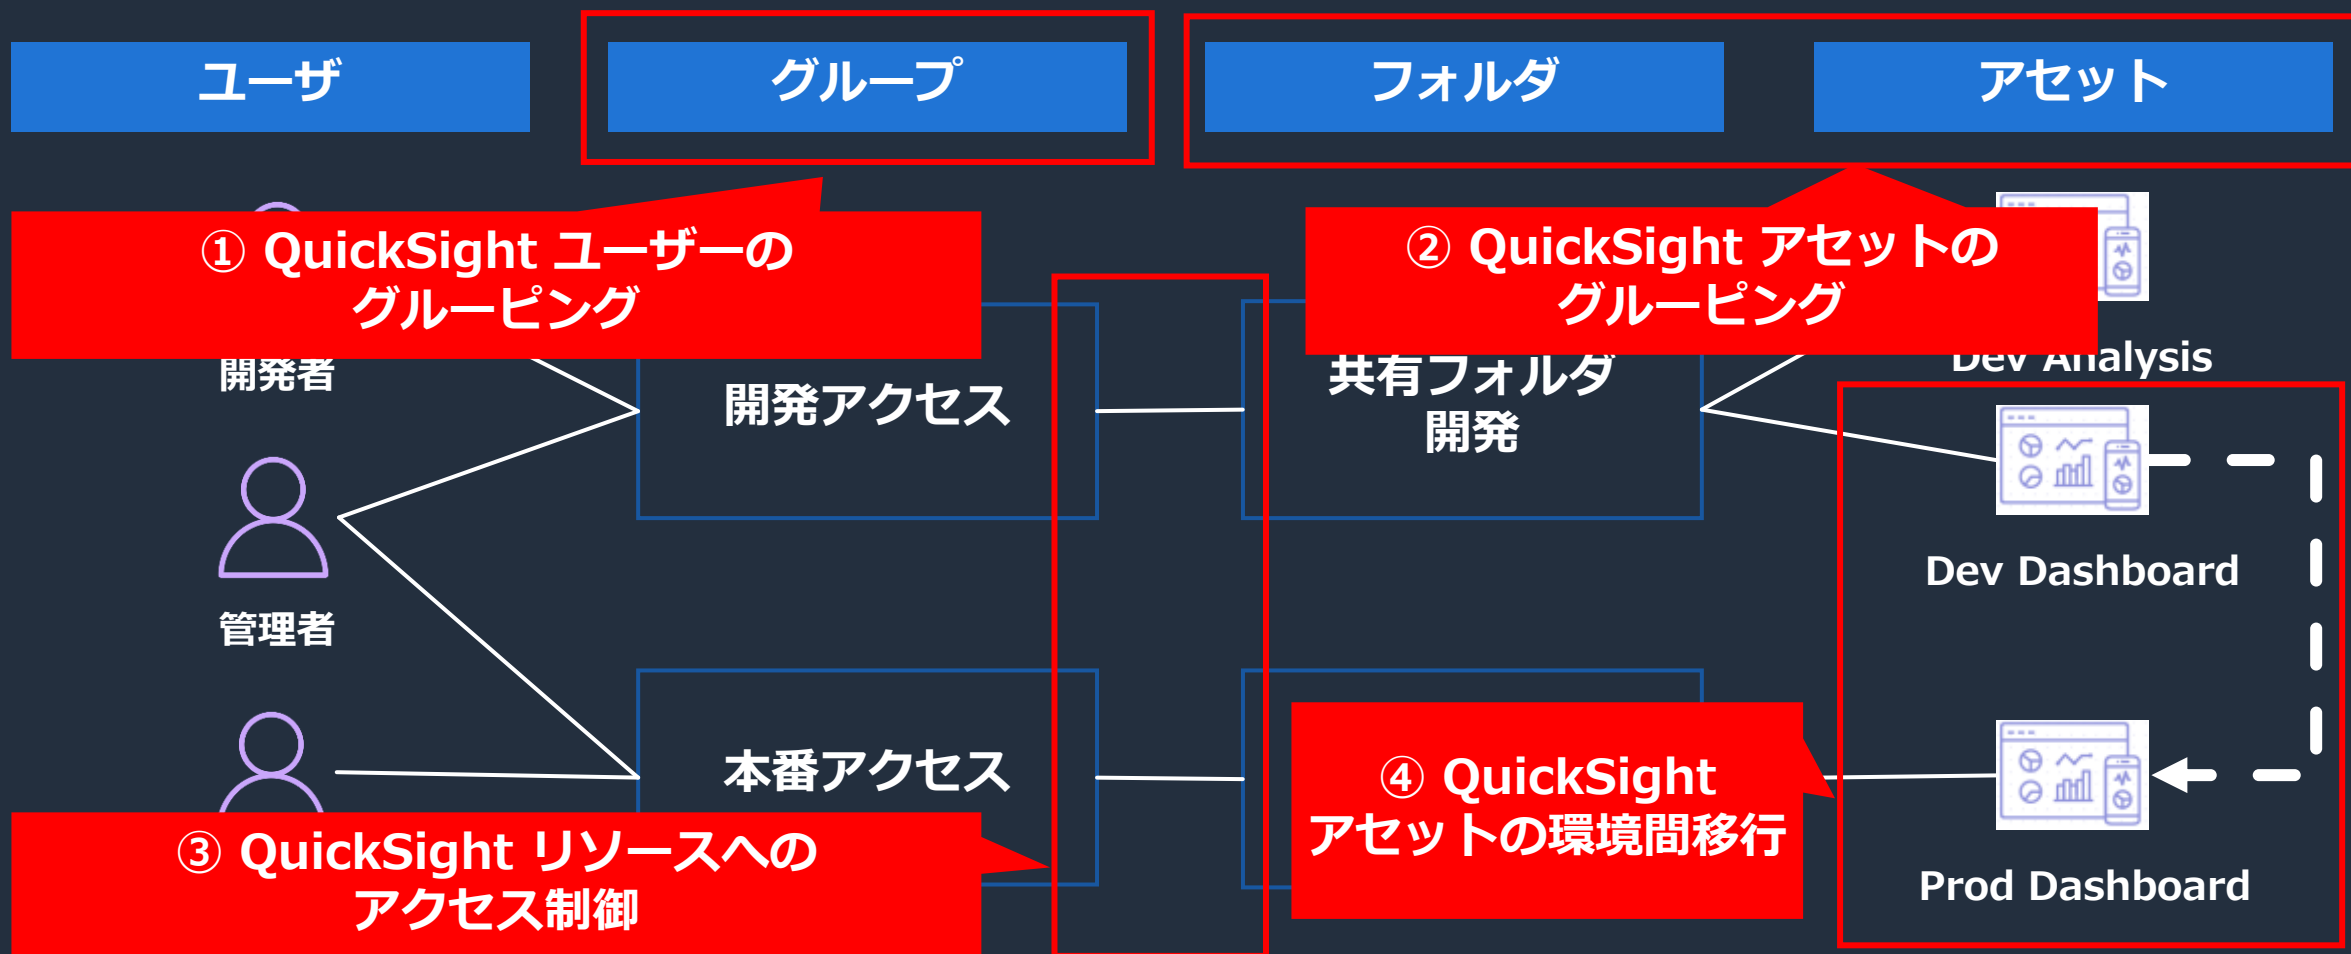 ユーザ
グループ
フォルダ
アセット
① QuickSight ユーザーの
グルーピング
② QuickSight アセットの
グルーピング
開発者
開発アクセス
共有フォルダ
開発
Dev Analysis
Dev Dashboard
管理者
本番アクセス
③ QuickSight リソースへの
アクセス制御
④ QuickSight
アセットの環境間移行
Prod Dashboard